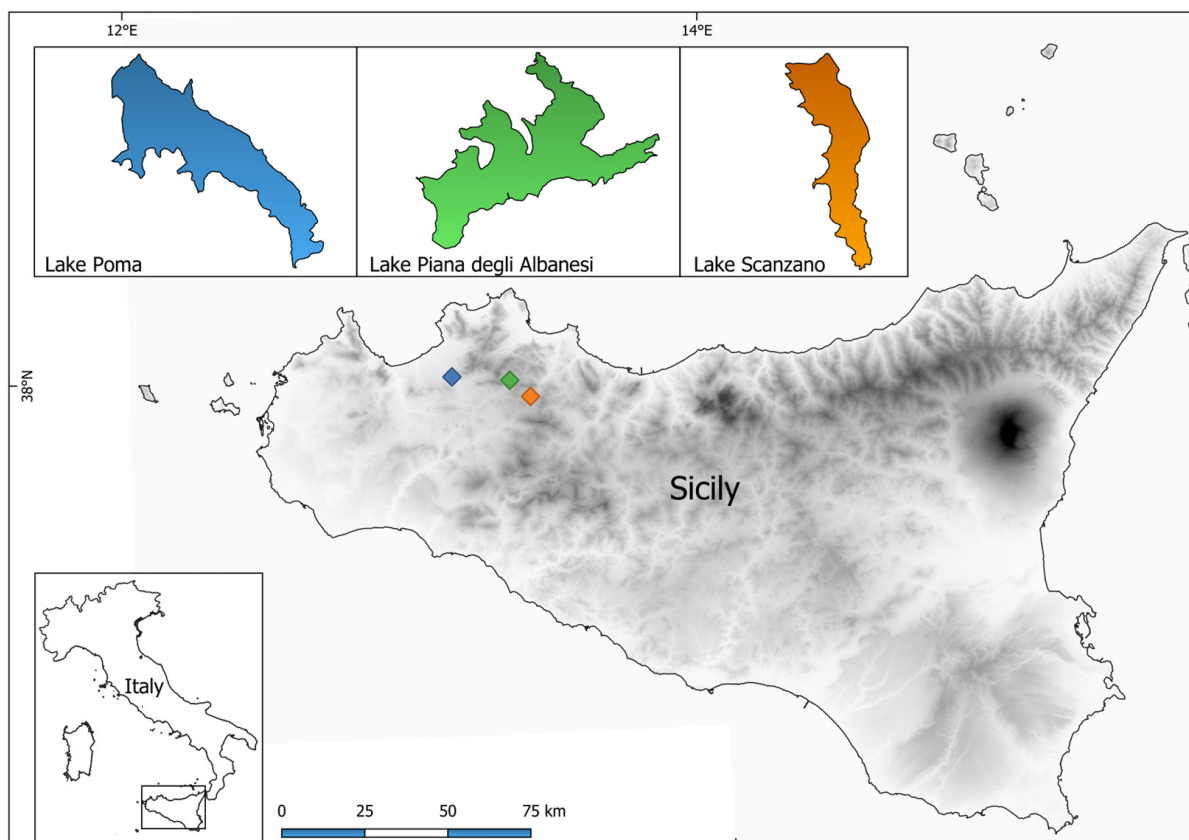 12°E
14°E
Lake Poma
Lake Piana degli Albanesi
Lake Scanzano
38°N
Sicily
Italy
0
25
50
75 km